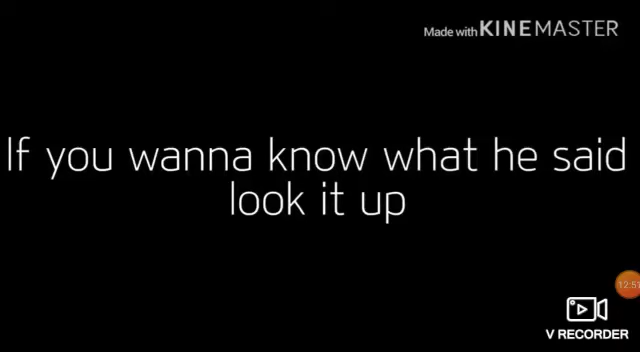 Made with KINEMASTER
If you wanna know what he said
look it up
12:51
V RECORDER